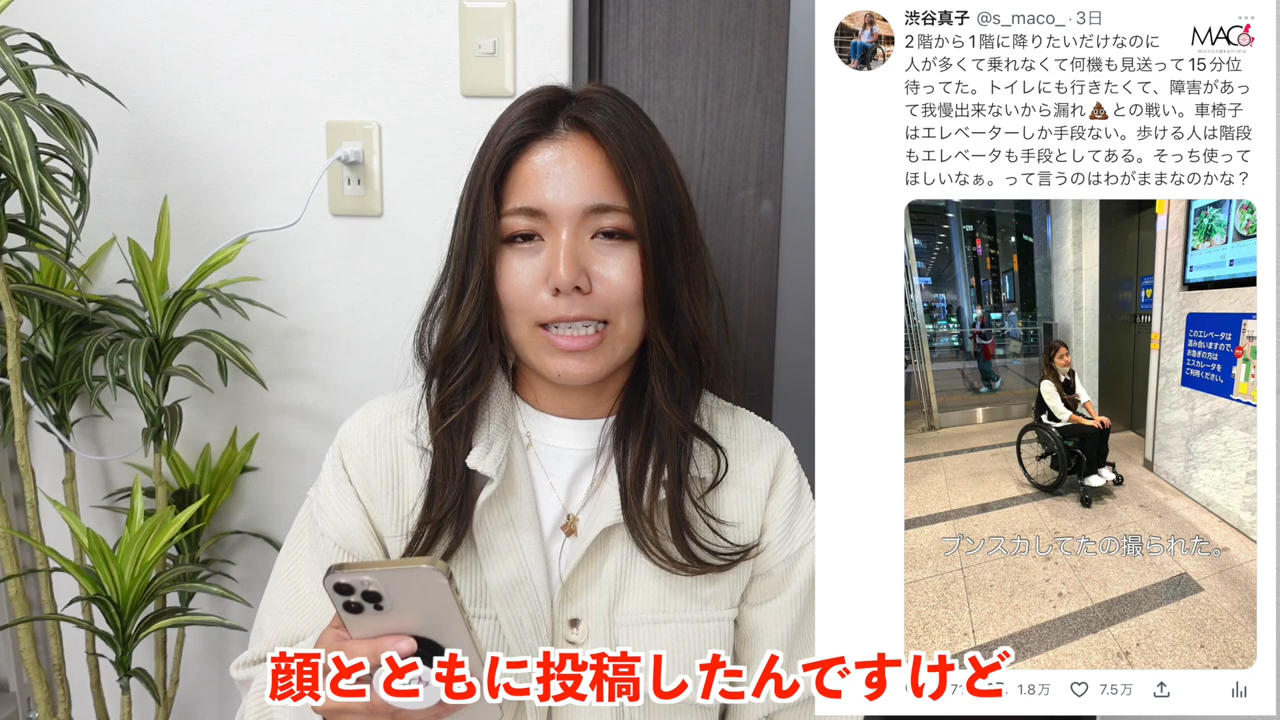 渋谷真子 @s_maco_・3日
MACO
2階から1階に降りたいだけなのに
人が多くて乗れなくて何機も見送って15分位
待ってた。トイレにも行きたくて、障害があっ
て我慢出来ないから漏れ💩との戦い。車椅子
はエレベーターしか手段ない。歩ける人は階段
もエレベータも手段としてある。そっち使って
ほしいなぁ。って言うのはわがままなのかな？
このエレベータは
混み合いますので、
お急ぎの方は
エスカレータを
ご利用ください。
プンスカしてたの撮られた。
顔とともに投稿したんですけど
1.8万 7.5万